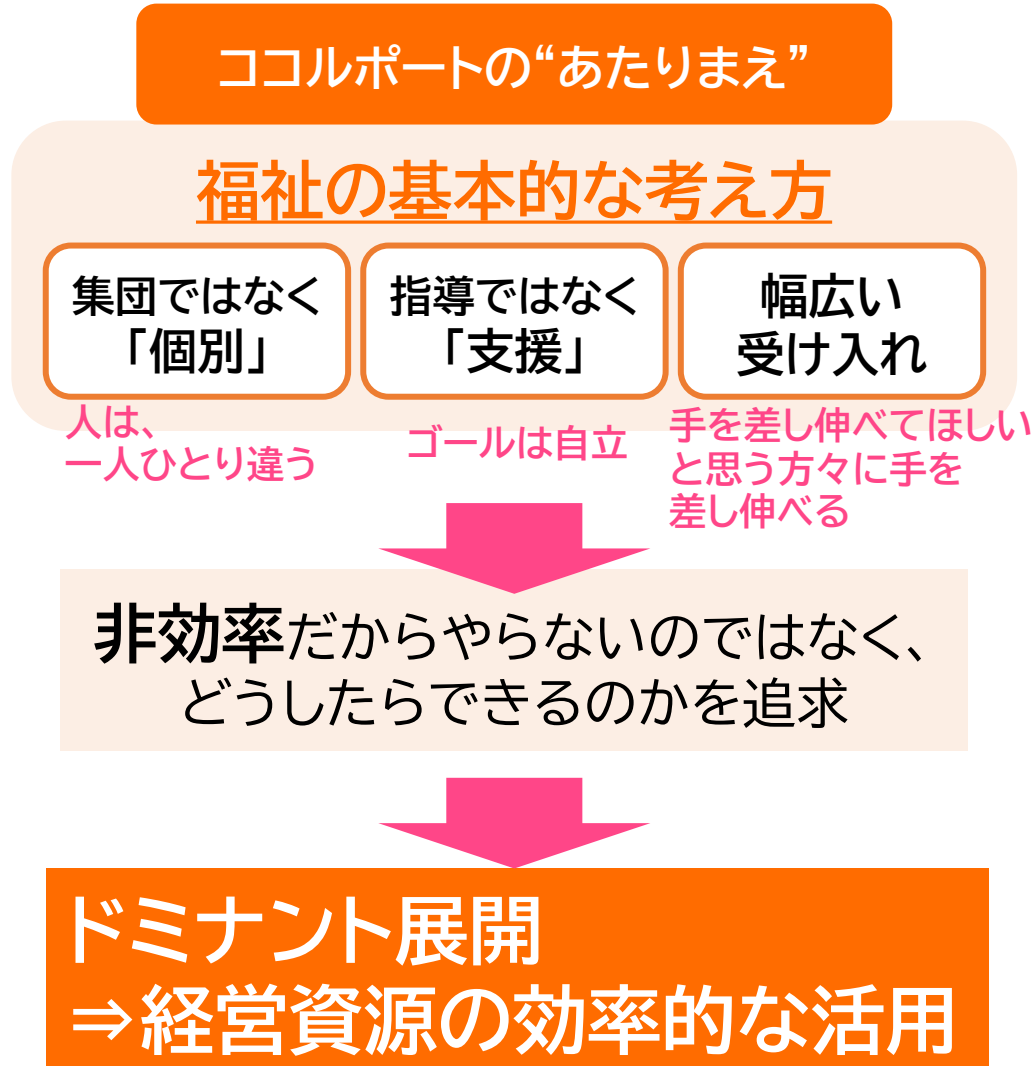 ココルポートの“あたりまえ”
福祉の基本的な考え方
集団ではなく
「個別」
指導ではなく
「支援」
幅広い
受け入れ
人は、
一人ひとり違う
ゴールは自立
手を差し伸べてほしい
と思う方々に手を
差し伸べる
非効率だからやらないのではなく、
どうしたらできるのかを追求
ドミナント展開
⇒経営資源の効率的な活用